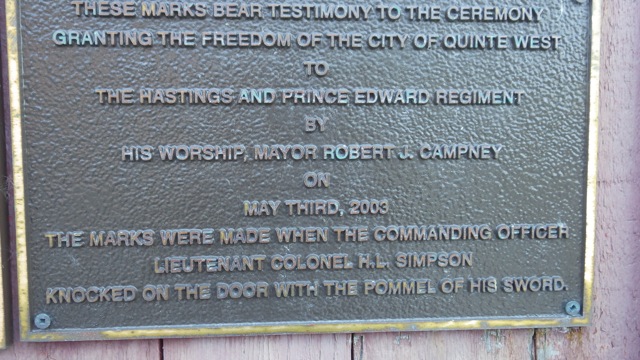 THESE MARKS BEAR TESTIMONY TO THE CEREMONY
GRANTING THE FREEDOM OF THE CITY OF QUINTE WEST
TO
THE HASTINGS AND PRINCE EDWARD REGIMENT
BY
HIS WORSHIP, MAYOR ROBERT J. CAMPNEY
ON
MAY THIRD, 2003
THE MARKS WERE MADE WHEN THE COMMANDING OFFICER
LIEUTENANT COLONEL H.L. SIMPSON
KNOCKED ON THE DOOR WITH THE POMMEL OF HIS SWORD.